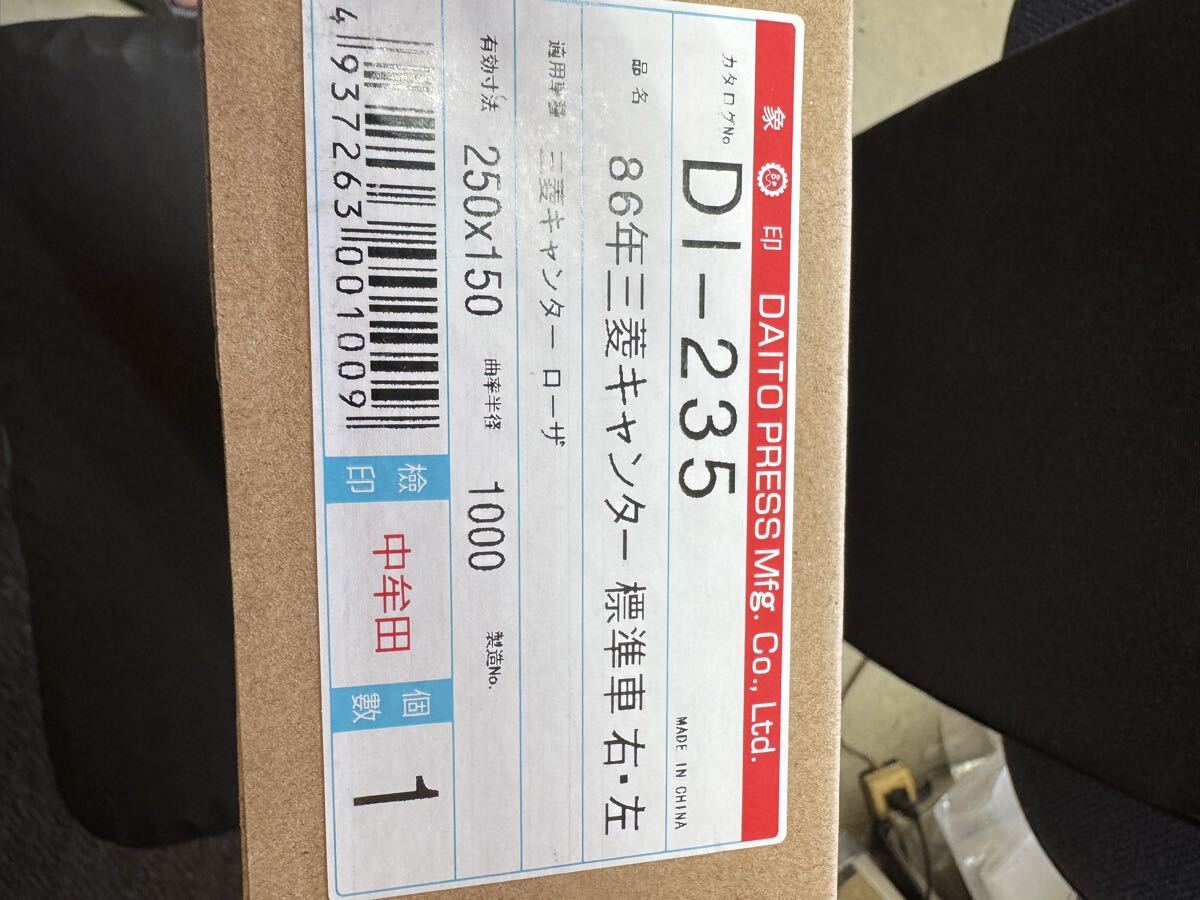 象 印 DAITO PRESS Mfg. Co., Ltd.
カタログNo. DI-235 MADE IN CHINA
品名 86年三菱キャンター 標準車 右・左
適用車種 三菱キャンター ローザ
有効寸法 250x150 曲率半径 1000 製造No.
4 937263 001009
検印 中牟田 個數 1